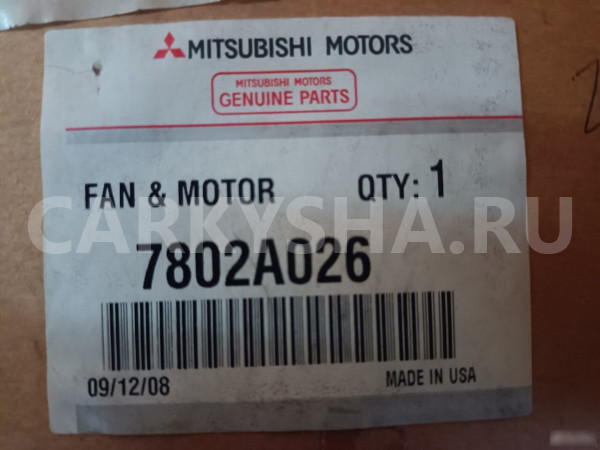 MITSUBISHI MOTORS
MITSUBISHI MOTORS
GENUINE PARTS
FAN & MOTOR QTY: 1
CARKYSHA.RU
7802A026
09/12/08 MADE IN USA